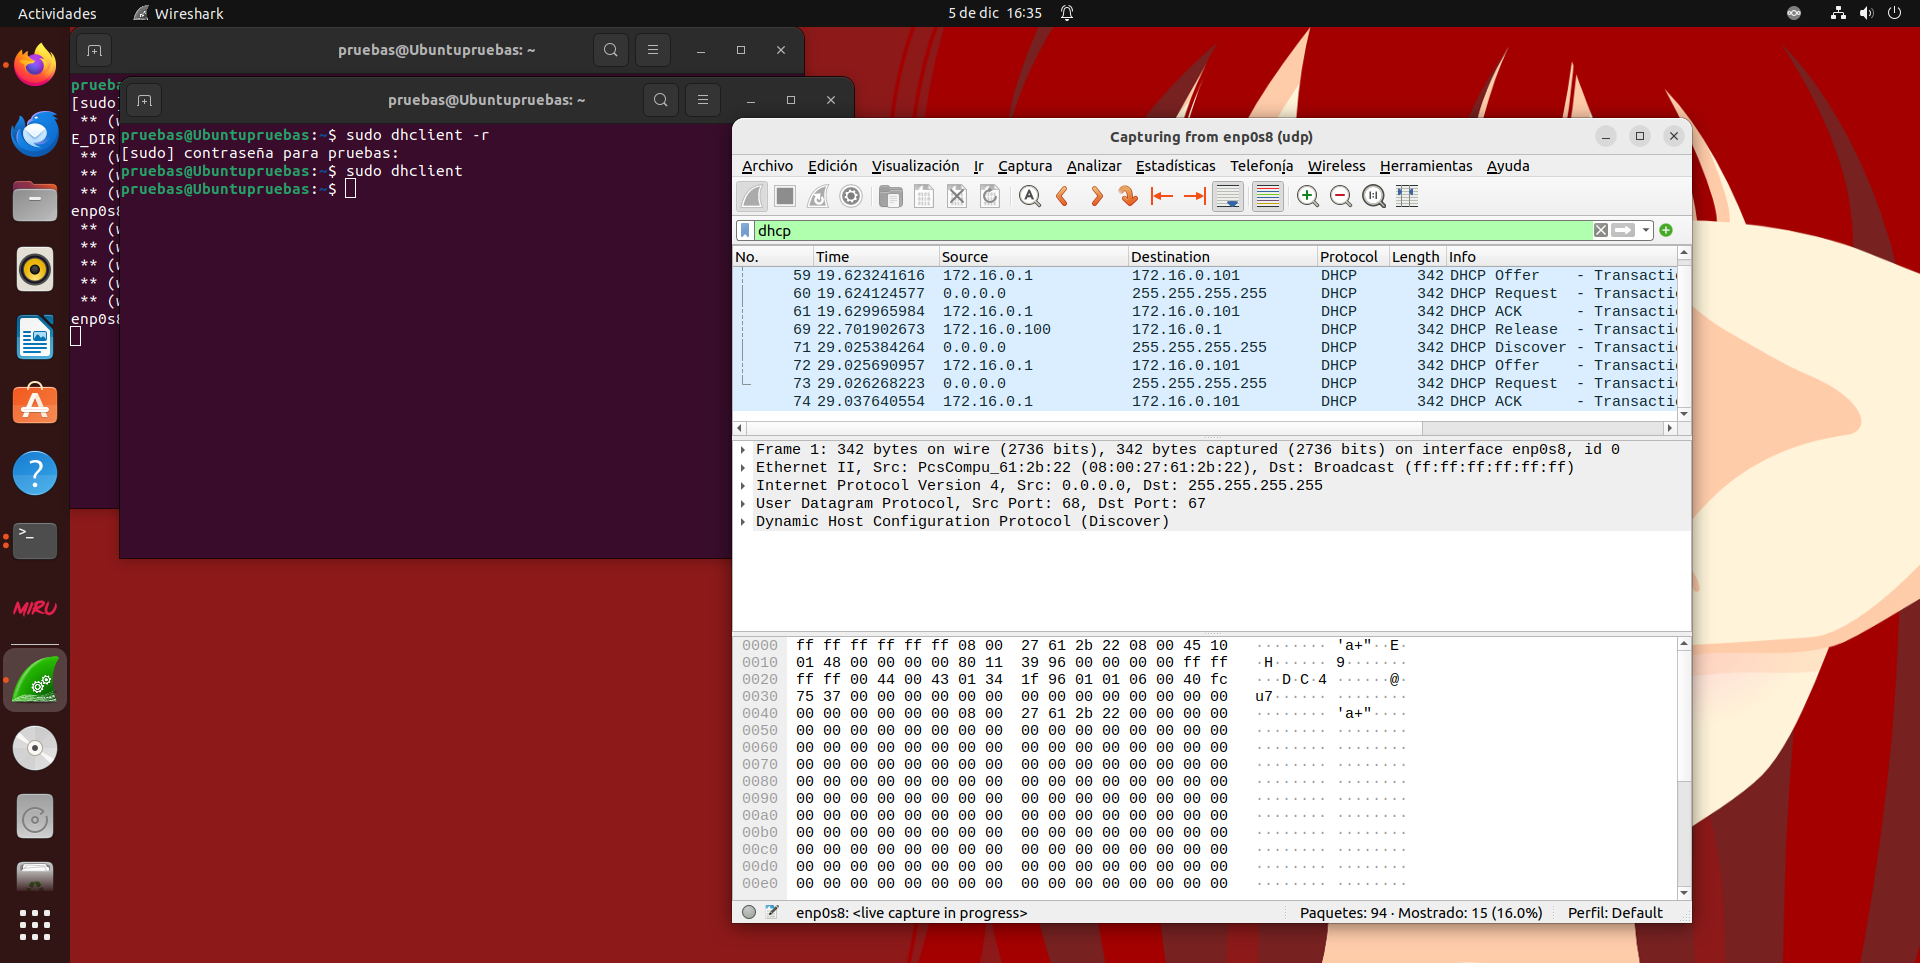 Actividades Wireshark 5 de dic 16:35
pruebas@Ubuntupruebas: ~
[sudo]
** (w
E_DIR
** (w
** (w
** (w
enp0s8
** (w
** (w
** (w
** (w
** (w
enp0s8
pruebas@Ubuntupruebas: ~
pruebas@Ubuntupruebas:~$ sudo dhclient -r
[sudo] contraseña para pruebas:
pruebas@Ubuntupruebas:~$ sudo dhclient
pruebas@Ubuntupruebas:~$
MIRU
Capturing from enp0s8 (udp)
Archivo Edición Visualización Ir Captura Analizar Estadísticas Telefonía Wireless Herramientas Ayuda
dhcp
No. Time Source Destination Protocol Length Info
59 19.623241616 172.16.0.1 172.16.0.101 DHCP 342 DHCP Offer - Transacti
60 19.624124577 0.0.0.0 255.255.255.255 DHCP 342 DHCP Request - Transacti
61 19.629965984 172.16.0.1 172.16.0.101 DHCP 342 DHCP ACK - Transacti
69 22.701902673 172.16.0.100 172.16.0.1 DHCP 342 DHCP Release - Transacti
71 29.025384264 0.0.0.0 255.255.255.255 DHCP 342 DHCP Discover - Transacti
72 29.025690957 172.16.0.1 172.16.0.101 DHCP 342 DHCP Offer - Transacti
73 29.026268223 0.0.0.0 255.255.255.255 DHCP 342 DHCP Request - Transacti
74 29.037640554 172.16.0.1 172.16.0.101 DHCP 342 DHCP ACK - Transacti
Frame 1: 342 bytes on wire (2736 bits), 342 bytes captured (2736 bits) on interface enp0s8, id 0
Ethernet II, Src: PcsCompu_61:2b:22 (08:00:27:61:2b:22), Dst: Broadcast (ff:ff:ff:ff:ff:ff)
Internet Protocol Version 4, Src: 0.0.0.0, Dst: 255.255.255.255
User Datagram Protocol, Src Port: 68, Dst Port: 67
Dynamic Host Configuration Protocol (Discover)
0000 ff ff ff ff ff ff 08 00 27 61 2b 22 08 00 45 10 ········ 'a+"··E·
0010 01 48 00 00 00 00 80 11 39 96 00 00 00 00 ff ff ·H······ 9·······
0020 ff ff 00 44 00 43 01 34 1f 96 01 01 06 00 40 fc ···D·C·4 ······@·
0030 75 37 00 00 00 00 00 00 00 00 00 00 00 00 00 00 u7······ ········
0040 00 00 00 00 00 00 08 00 27 61 2b 22 00 00 00 00 ········ 'a+"····
0050 00 00 00 00 00 00 00 00 00 00 00 00 00 00 00 00 ········ ········
0060 00 00 00 00 00 00 00 00 00 00 00 00 00 00 00 00 ········ ········
0070 00 00 00 00 00 00 00 00 00 00 00 00 00 00 00 00 ········ ········
0080 00 00 00 00 00 00 00 00 00 00 00 00 00 00 00 00 ········ ········
0090 00 00 00 00 00 00 00 00 00 00 00 00 00 00 00 00 ········ ········
00a0 00 00 00 00 00 00 00 00 00 00 00 00 00 00 00 00 ········ ········
00b0 00 00 00 00 00 00 00 00 00 00 00 00 00 00 00 00 ········ ········
00c0 00 00 00 00 00 00 00 00 00 00 00 00 00 00 00 00 ········ ········
00d0 00 00 00 00 00 00 00 00 00 00 00 00 00 00 00 00 ········ ········
00e0 00 00 00 00 00 00 00 00 00 00 00 00 00 00 00 00 ········ ········
enp0s8: <live capture in progress> Paquetes: 94 · Mostrado: 15 (16.0%) Perfil: Default